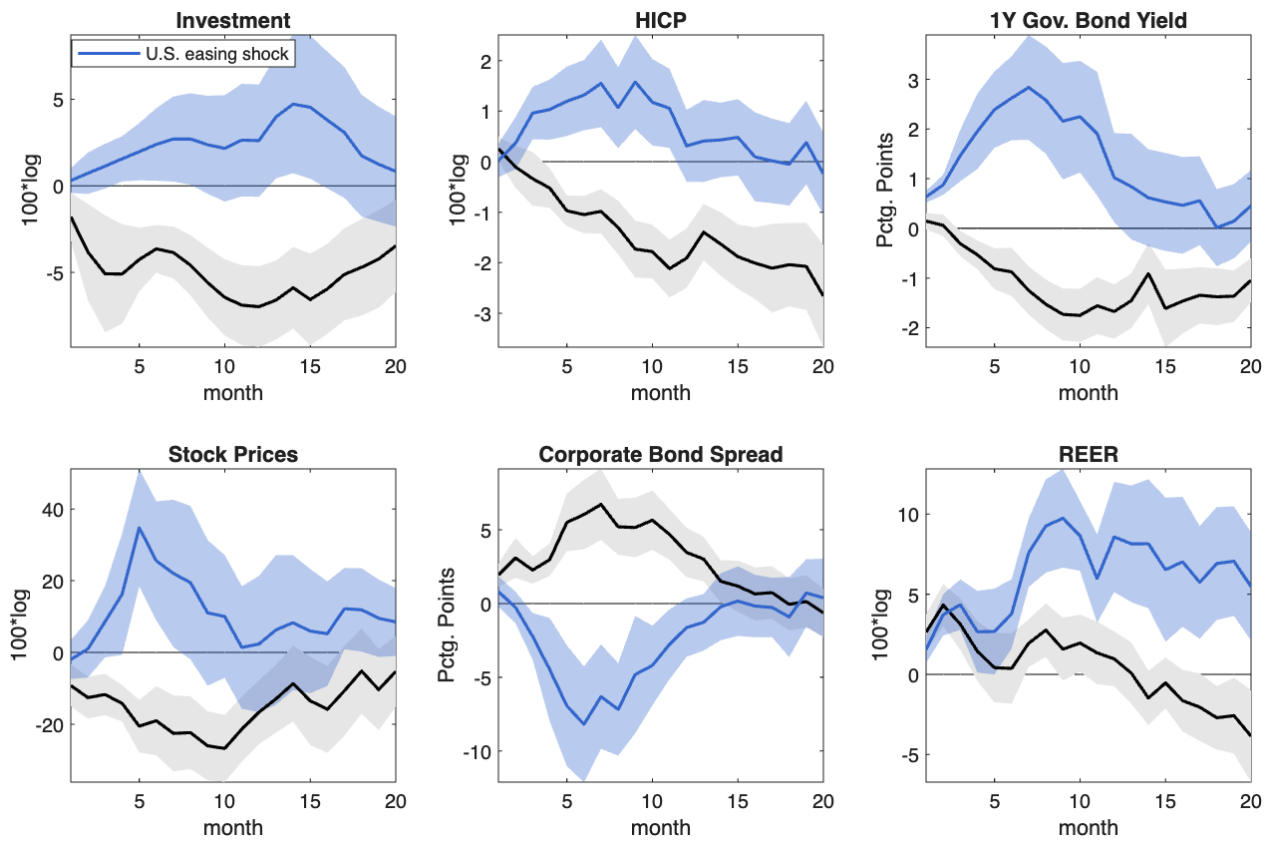 Investment
U.S. easing shock
100*log
5
0
-5
5
10
15
20
month
HICP
100*log
2
1
0
-1
-2
-3
5
10
15
20
month
1Y Gov. Bond Yield
Pctg. Points
3
2
1
0
-1
-2
5
10
15
20
month
Stock Prices
100*log
40
20
0
-20
5
10
15
20
month
Corporate Bond Spread
Pctg. Points
5
0
-5
-10
5
10
15
20
month
REER
100*log
10
5
0
-5
5
10
15
20
month